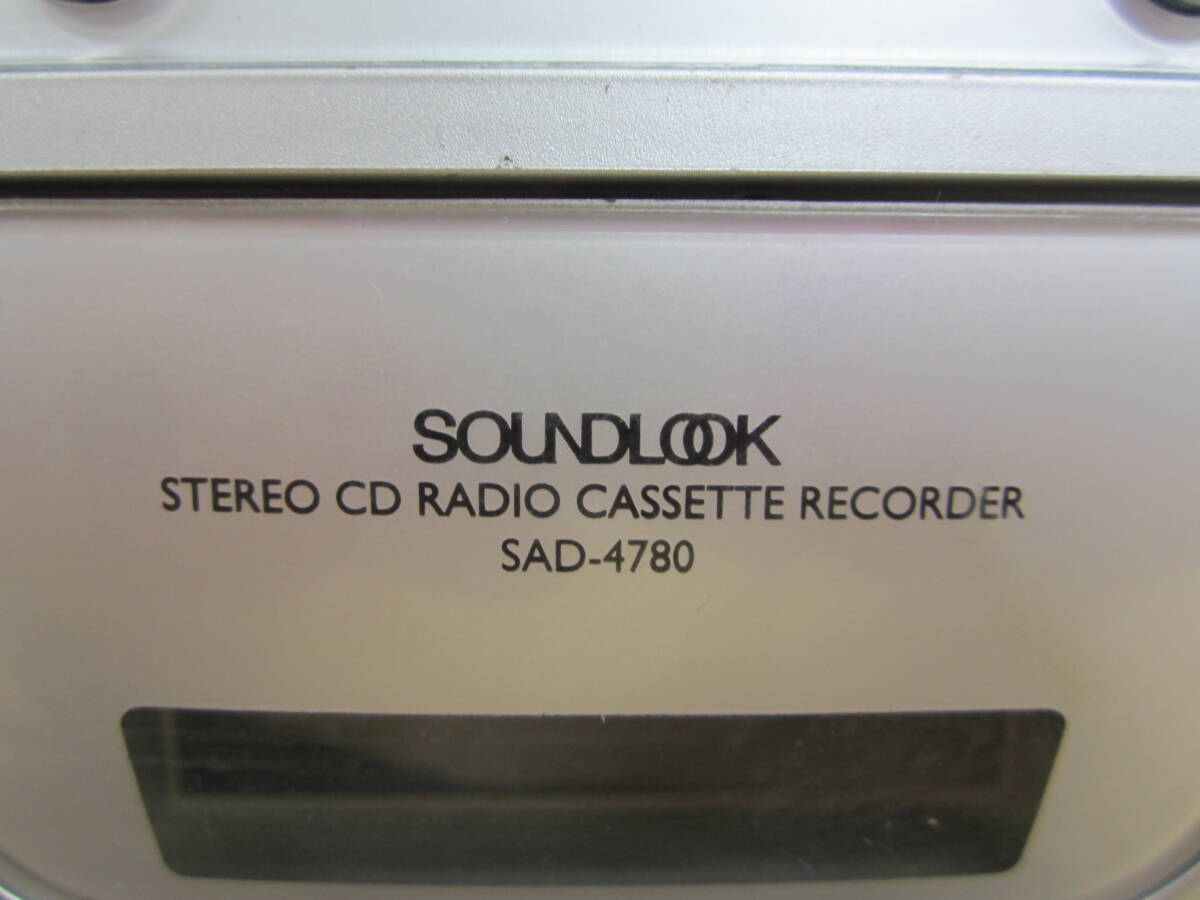 SOUNDLOOK
STEREO CD RADIO CASSETTE RECORDER
SAD-4780